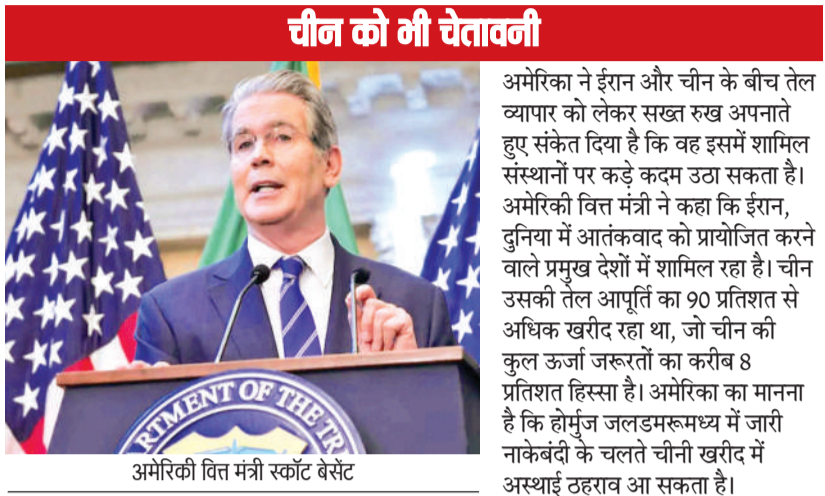 चीन को भी चेतावनी
अमेरिका ने ईरान और चीन के बीच तेल
व्यापार को लेकर सख्त रुख अपनाते
हुए संकेत दिया है कि वह इसमें शामिल
संस्थानों पर कड़े कदम उठा सकता है।
अमेरिकी वित्त मंत्री ने कहा कि ईरान,
दुनिया में आतंकवाद को प्रायोजित करने
वाले प्रमुख देशों में शामिल रहा है। चीन
उसकी तेल आपूर्ति का 90 प्रतिशत से
अधिक खरीद रहा था, जो चीन की
कुल ऊर्जा जरूरतों का करीब 8
प्रतिशत हिस्सा है। अमेरिका का मानना
है कि होर्मुज जलडमरूमध्य में जारी
नाकेबंदी के चलते चीनी खरीद में
अस्थाई ठहराव आ सकता है।
RTMENT OF THE TRE
अमेरिकी वित्त मंत्री स्कॉट बेसेंट